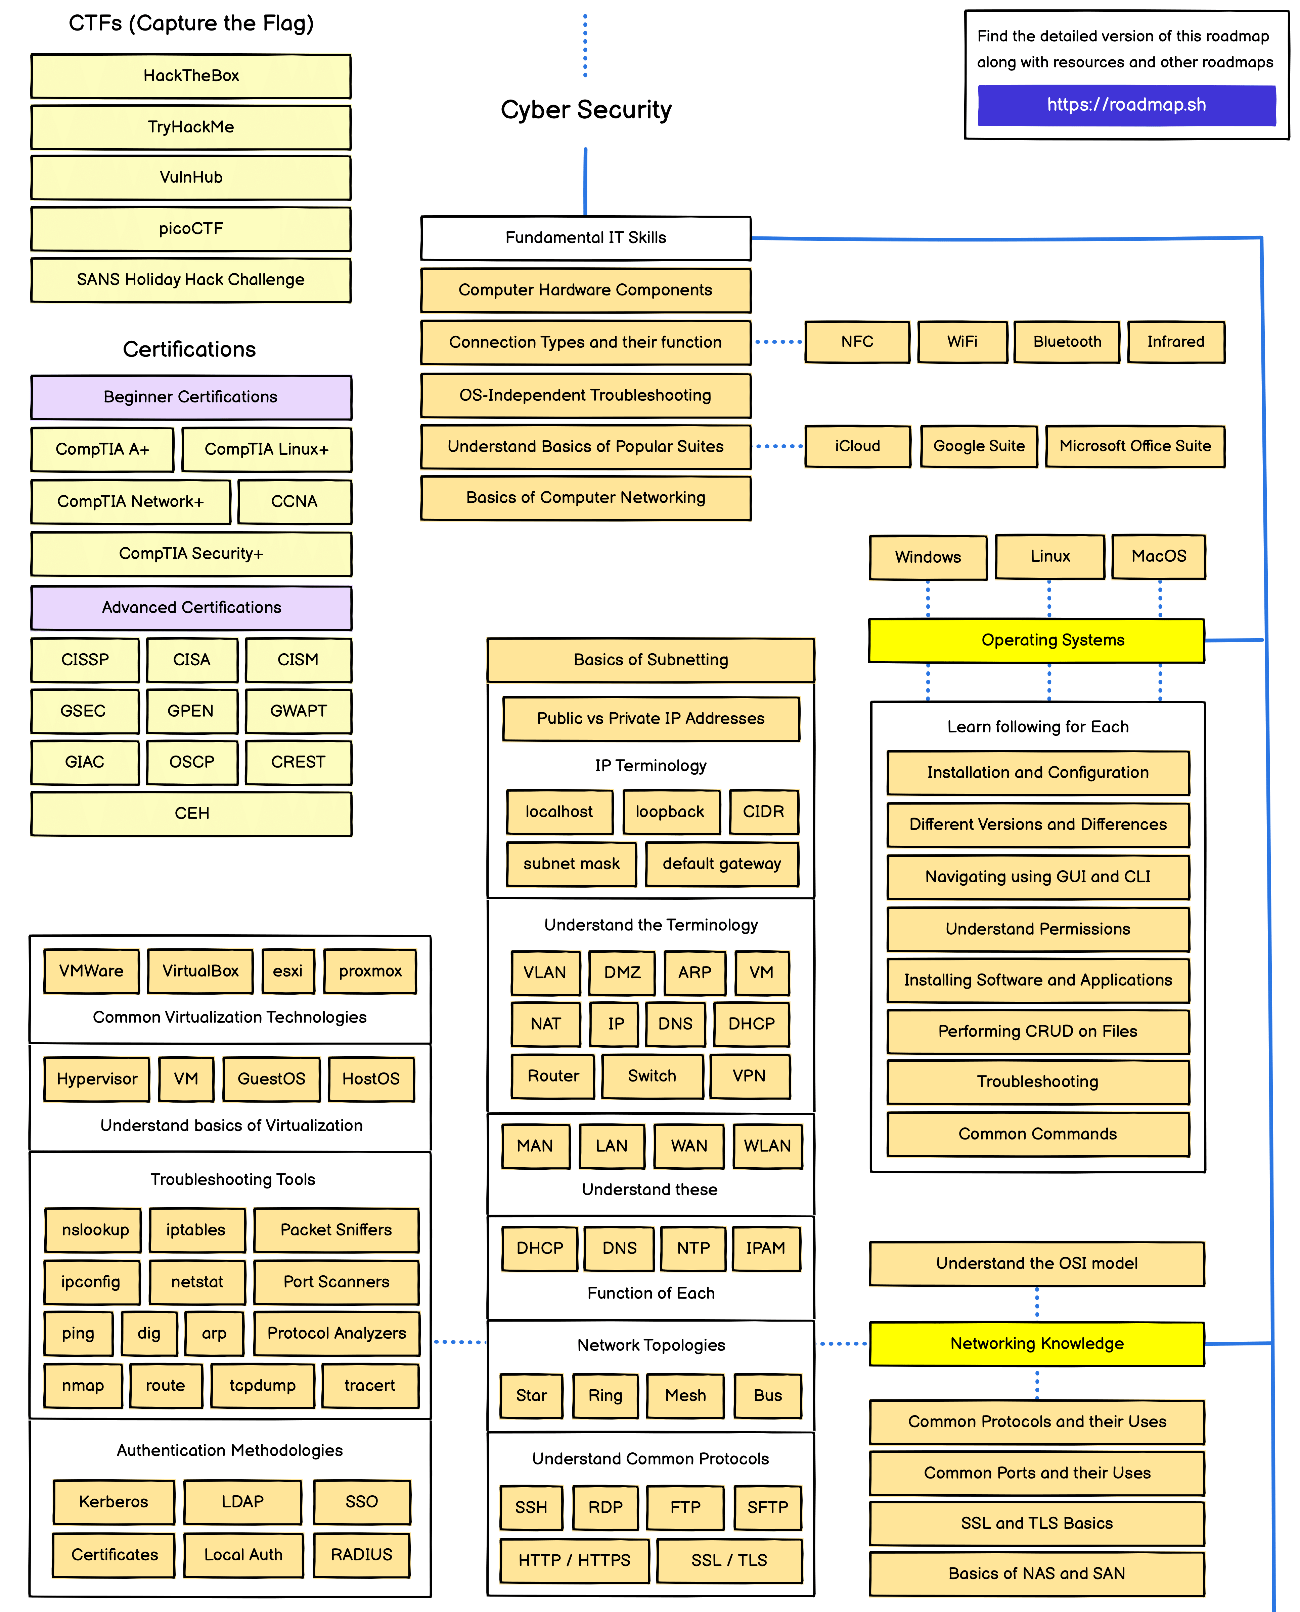 CTFs (Capture the Flag)
HackTheBox
TryHackMe
VulnHub
picoCTF
SANS Holiday Hack Challenge
Certifications
Beginner Certifications
CompTIA A+
CompTIA Linux+
CompTIA Network+
CCNA
CompTIA Security+
Advanced Certifications
CISSP
CISA
CISM
GSEC
GPEN
GWAPT
GIAC
OSCP
CREST
CEH
Cyber Security
Find the detailed version of this roadmap
along with resources and other roadmaps
https://roadmap.sh
Fundamental IT Skills
Computer Hardware Components
Connection Types and their function
NFC
WiFi
Bluetooth
Infrared
OS-Independent Troubleshooting
Understand Basics of Popular Suites
iCloud
Google Suite
Microsoft Office Suite
Basics of Computer Networking
Windows
Linux
MacOS
Operating Systems
Learn following for Each
Installation and Configuration
Different Versions and Differences
Navigating using GUI and CLI
Understand Permissions
Installing Software and Applications
Performing CRUD on Files
Troubleshooting
Common Commands
Understand the OSI model
Networking Knowledge
Common Protocols and their Uses
Common Ports and their Uses
SSL and TLS Basics
Basics of NAS and SAN
Basics of Subnetting
Public vs Private IP Addresses
IP Terminology
localhost
loopback
CIDR
subnet mask
default gateway
Understand the Terminology
VLAN
DMZ
ARP
VM
NAT
IP
DNS
DHCP
Router
Switch
VPN
MAN
LAN
WAN
WLAN
Understand these
DHCP
DNS
NTP
IPAM
Function of Each
Network Topologies
Star
Ring
Mesh
Bus
Understand Common Protocols
SSH
RDP
FTP
SFTP
HTTP / HTTPS
SSL / TLS
VMWare
VirtualBox
esxi
proxmox
Common Virtualization Technologies
Hypervisor
VM
GuestOS
HostOS
Understand basics of Virtualization
Troubleshooting Tools
nslookup
iptables
Packet Sniffers
ipconfig
netstat
Port Scanners
ping
dig
arp
Protocol Analyzers
nmap
route
tcpdump
tracert
Authentication Methodologies
Kerberos
LDAP
SSO
Certificates
Local Auth
RADIUS